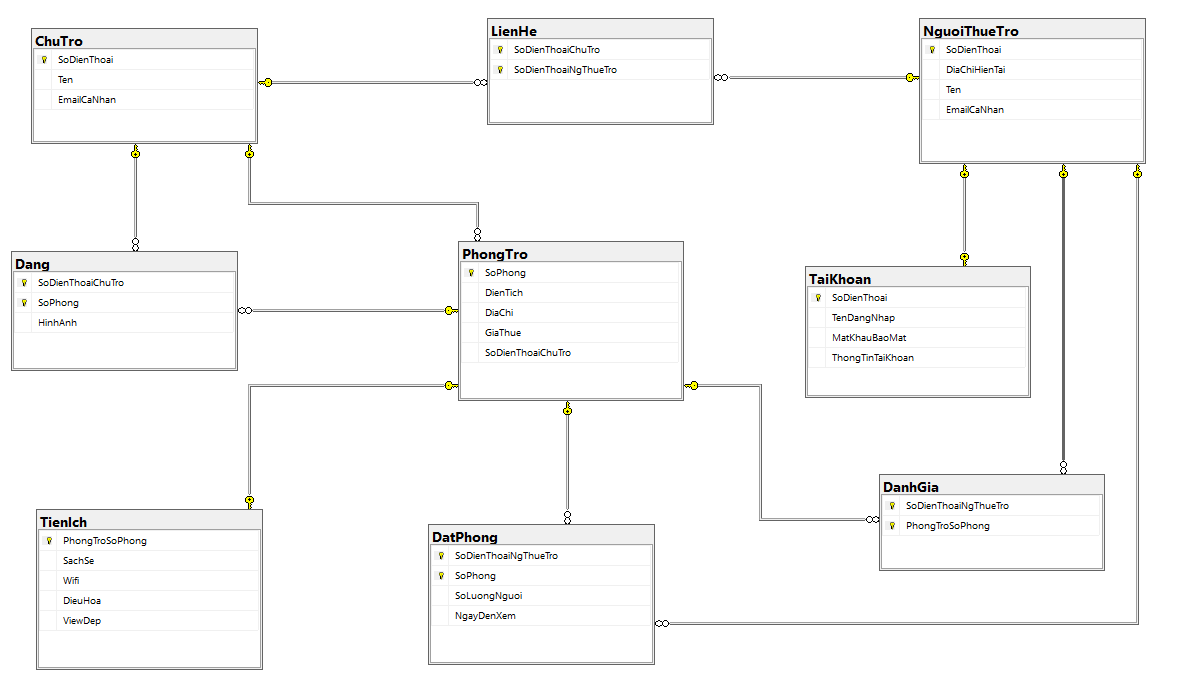 ChuTro
SoDienThoai
Ten
EmailCaNhan
LienHe
SoDienThoaiChuTro
SoDienThoaiNgThueTro
NguoiThueTro
SoDienThoai
DiaChiHienTai
Ten
EmailCaNhan
Dang
SoDienThoaiChuTro
SoPhong
HinhAnh
PhongTro
SoPhong
DienTich
DiaChi
GiaThue
SoDienThoaiChuTro
TaiKhoan
SoDienThoai
TenDangNhap
MatKhauBaoMat
ThongTinTaiKhoan
TienIch
PhongTroSoPhong
SachSe
Wifi
DieuHoa
ViewDep
DatPhong
SoDienThoaiNgThueTro
SoPhong
SoLuongNguoi
NgayDenXem
DanhGia
SoDienThoaiNgThueTro
PhongTroSoPhong